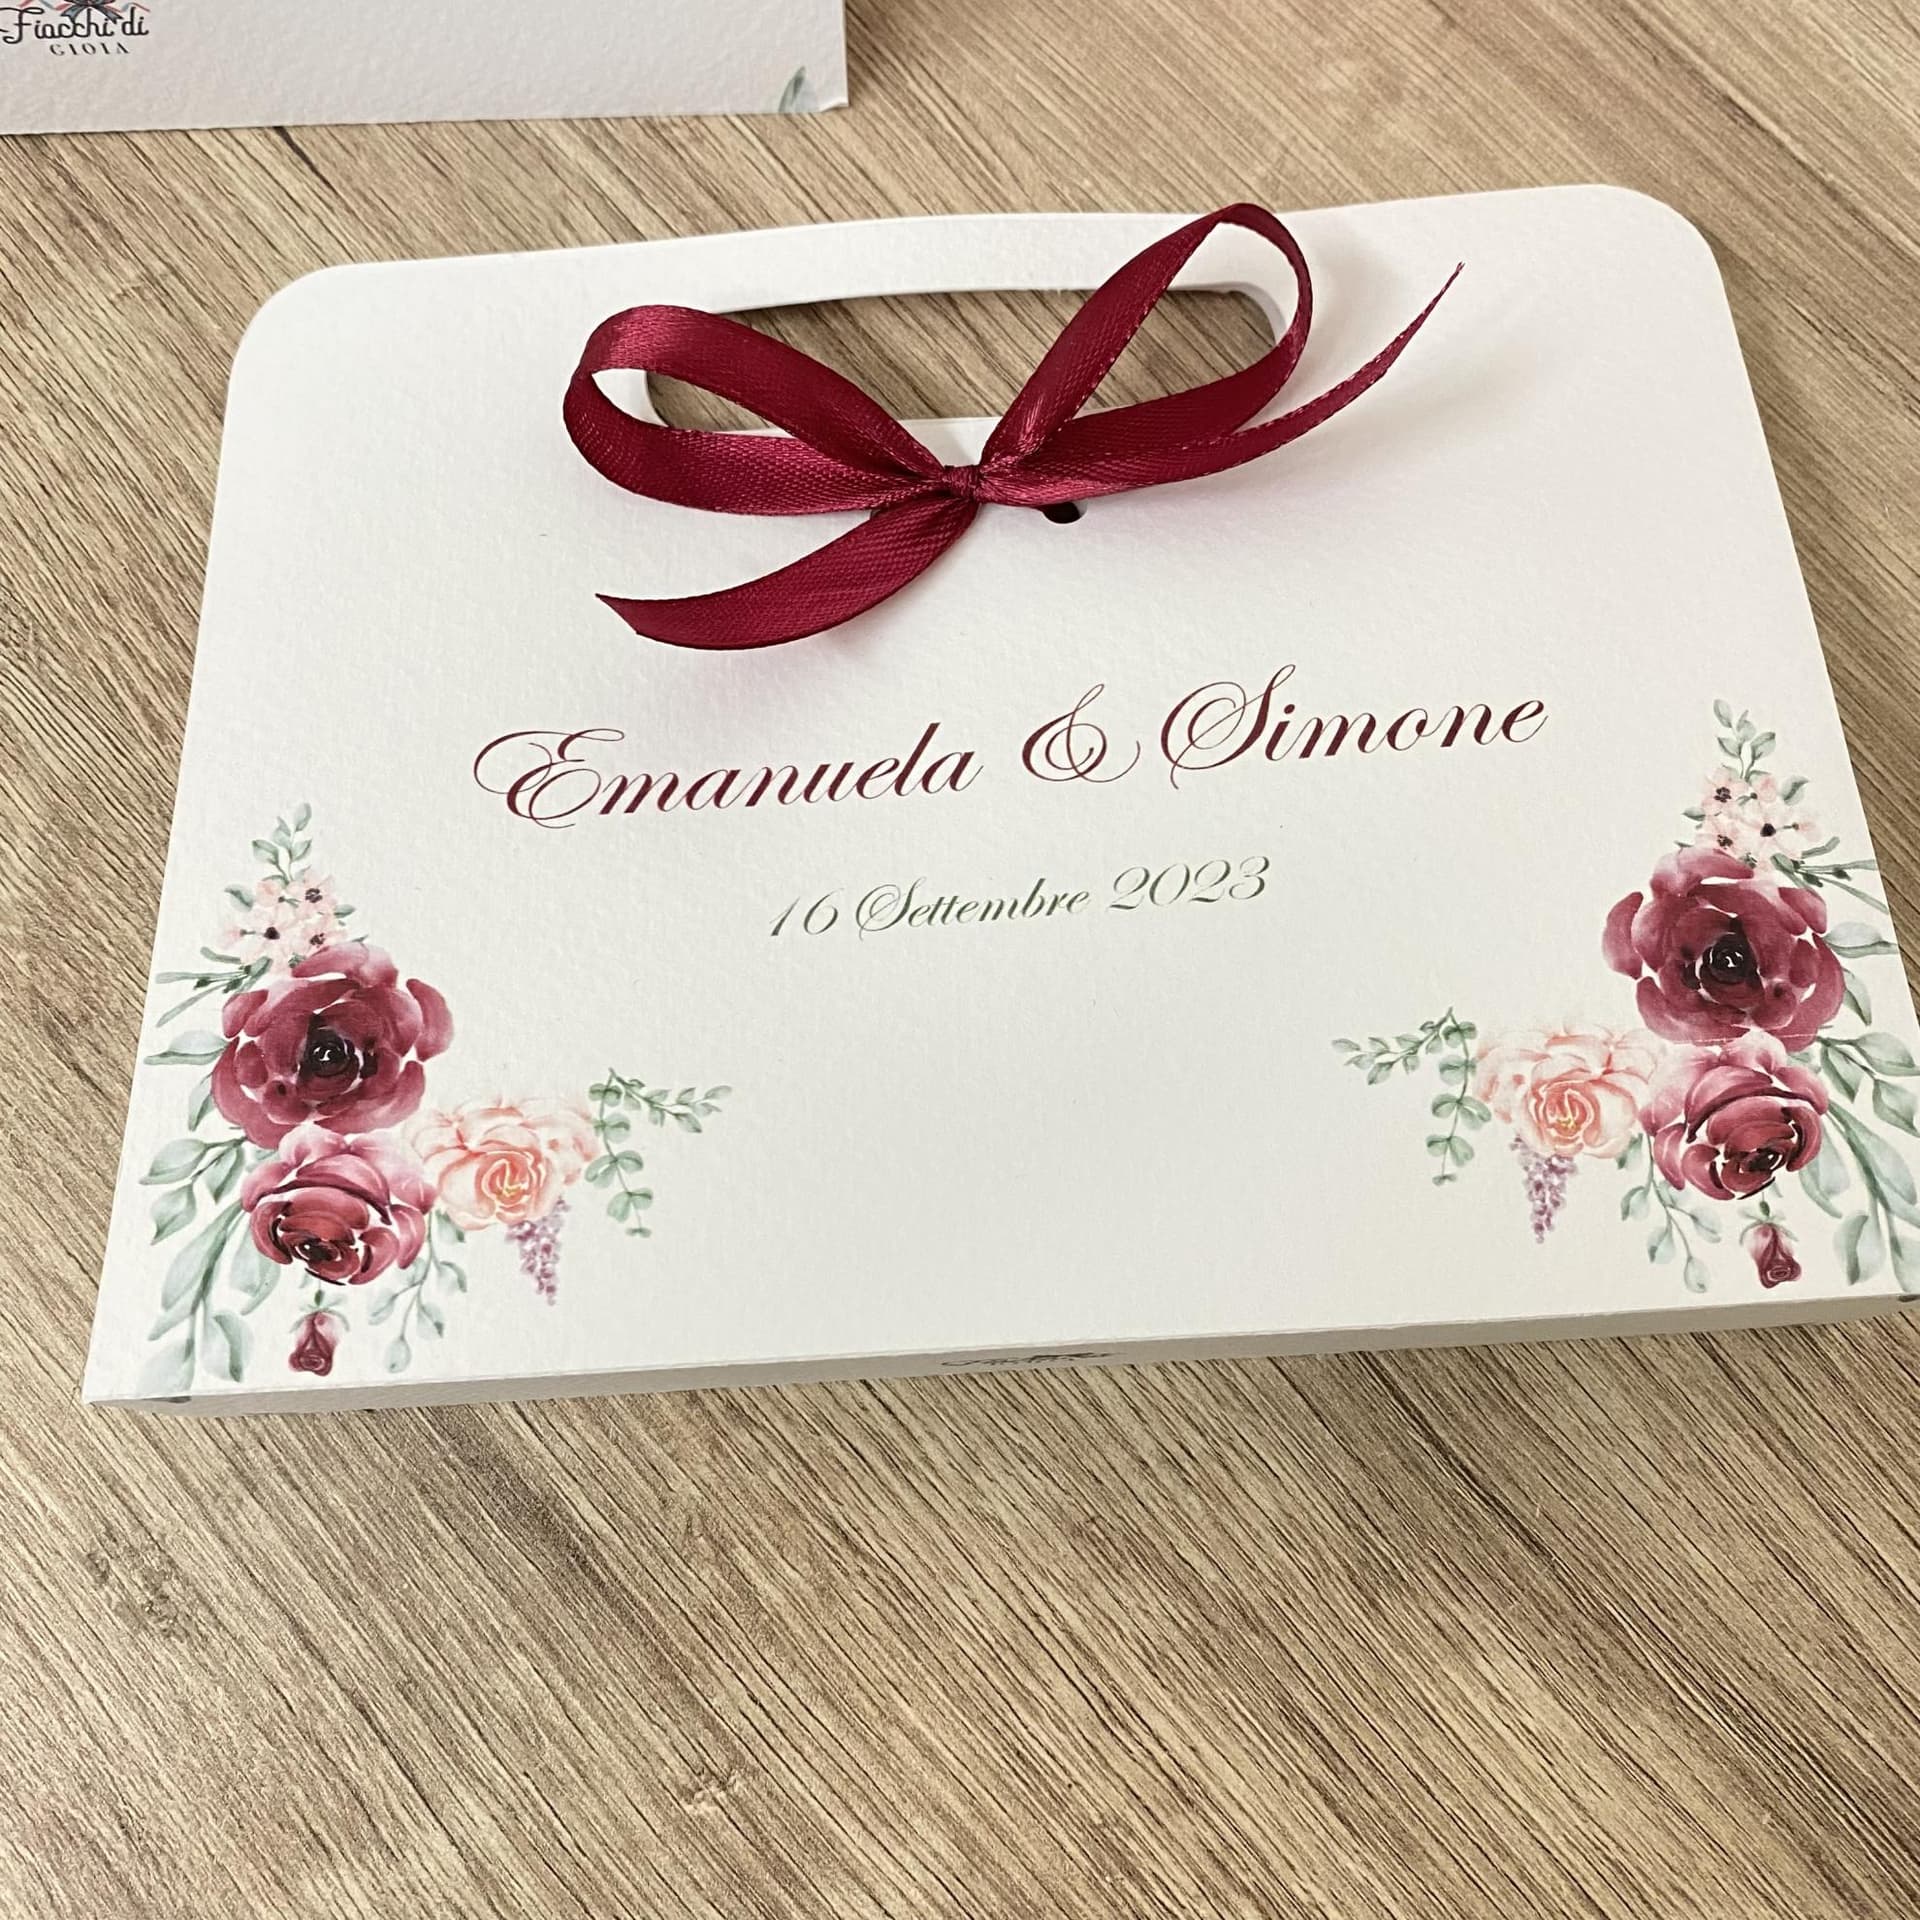 Fiocchi di
GIOIA
Emanuela & Simone
16 Settembre 2023